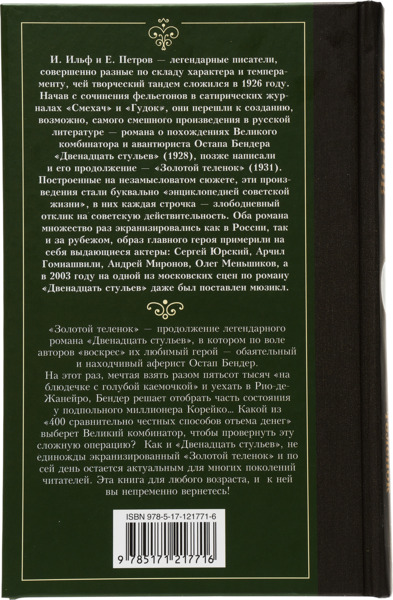 И. Ильф и Е. Петров — легендарные писатели,
совершенно разные по складу характера и темпера-
менту, чей творческий тандем сложился в 1926 году.
Начав с сочинения фельетонов в сатирических жур-
налах «Смехач» и «Гудок», они перешли к созданию,
возможно, самого смешного произведения в русской
литературе — романа о похождениях Великого
комбинатора и авантюриста Остапа Бендера
«Двенадцать стульев» (1928), позже написали
и его продолжение — «Золотой теленок» (1931).
Построенные на незамысловатом сюжете, эти произ-
ведения стали буквально «энциклопедией советской
жизни», в них каждая строчка — злободневный
отклик на советскую действительность. Оба романа
множество раз экранизировались как в России, так
и за рубежом, образ главного героя примерили на
себя выдающиеся актеры: Сергей Юрский, Арчил
Гомиашвили, Андрей Миронов, Олег Меньшиков, а
в 2003 году на одной из московских сцен по роману
«Двенадцать стульев» даже был поставлен мюзикл.
«Золотой теленок» — продолжение легендарного
романа «Двенадцать стульев», в котором по воле
авторов «воскрес» их любимый герой — обаятельный
и находчивый аферист Остап Бендер.
На этот раз, мечтая взять разом пятьсот тысяч «на
блюдечке с голубой каемочкой» и уехать в Рио-де-
Жанейро, Бендер решает отобрать часть состояния
у подпольного миллионера Корейко... Какой из
«400 сравнительно честных способов отъема денег»
выберет Великий комбинатор, чтобы провернуть эту
сложную операцию? Как и «Двенадцать стульев», не
единожды экранизированный «Золотой теленок» и по
сей день остается актуальным для многих поколений
читателей. Эта книга для любого возраста, и к ней
вы непременно вернетесь!
ISBN 978-5-17-121771-6
9 785171 217716